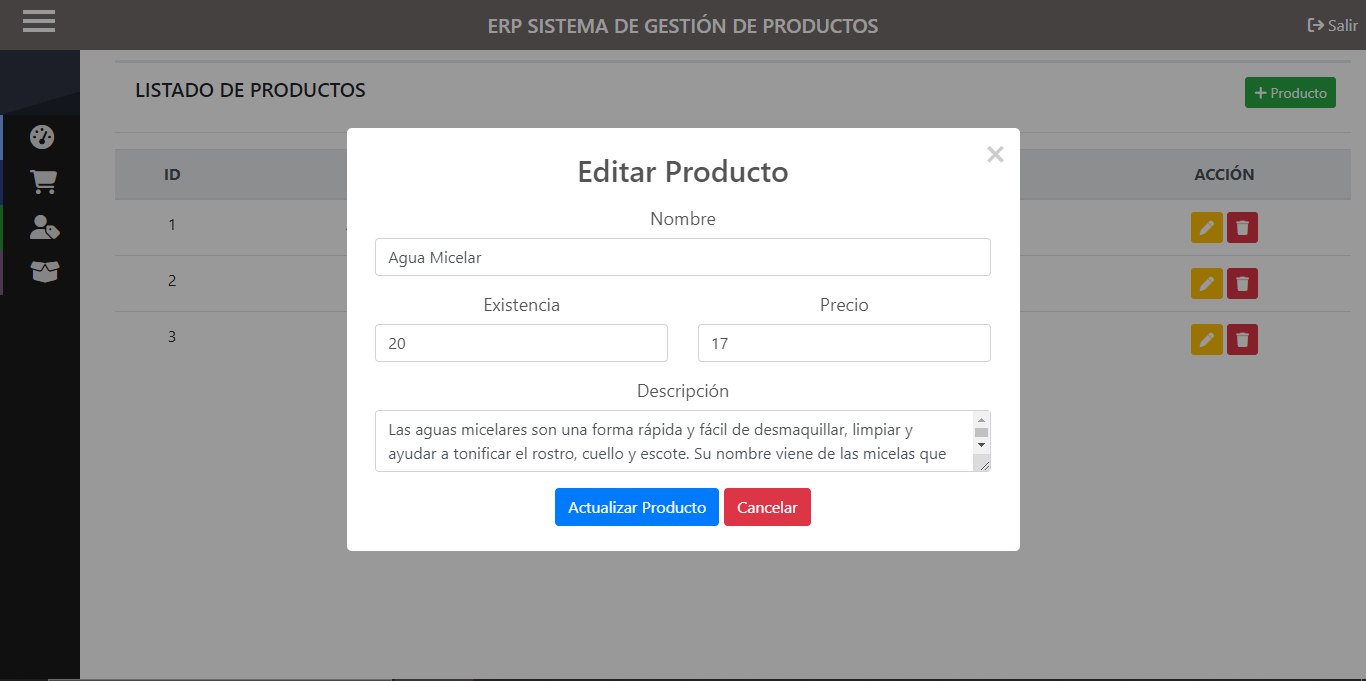 ERP SISTEMA DE GESTIÓN DE PRODUCTOS
Salir
LISTADO DE PRODUCTOS
Producto
ID
ACCIÓN
1
2
3
Editar Producto
Nombre
Agua Micelar
Existencia
Precio
20
17
Descripción
Las aguas micelares son una forma rápida y fácil de desmaquillar, limpiar y
ayudar a tonificar el rostro, cuello y escote. Su nombre viene de las micelas que
Actualizar Producto
Cancelar